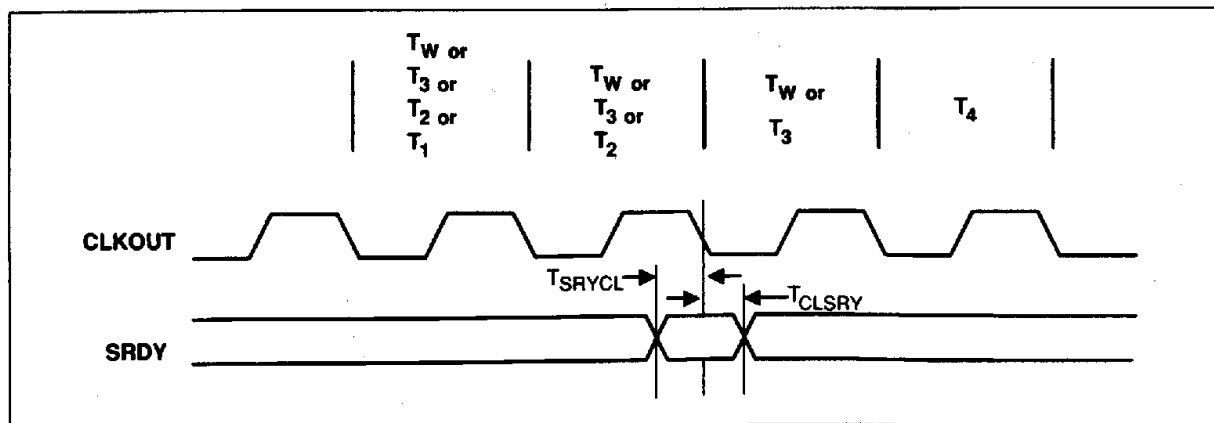 TW or
T3 or
T2 or
T1
TW or
T3 or
T2
TW or
T3
T4
CLKOUT
TSRYCL
TCLSRY
SRDY